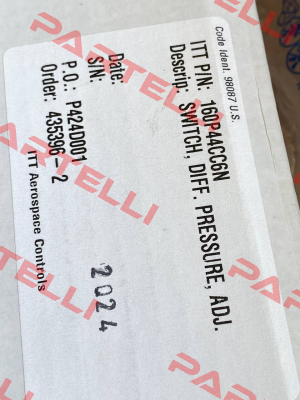 Code Ident. 98087 U.S.
ITT P/N: 160P44CC6N
Descrip: SWITCH, DIFF. PRESSURE, ADJ.
Date:
S/N:
2024
P.O.: P424D001
Order: 435396 - 2
ITT Aerospace Controls
PARTELLI
PARTELLI
PARTELLI
PARTELLI